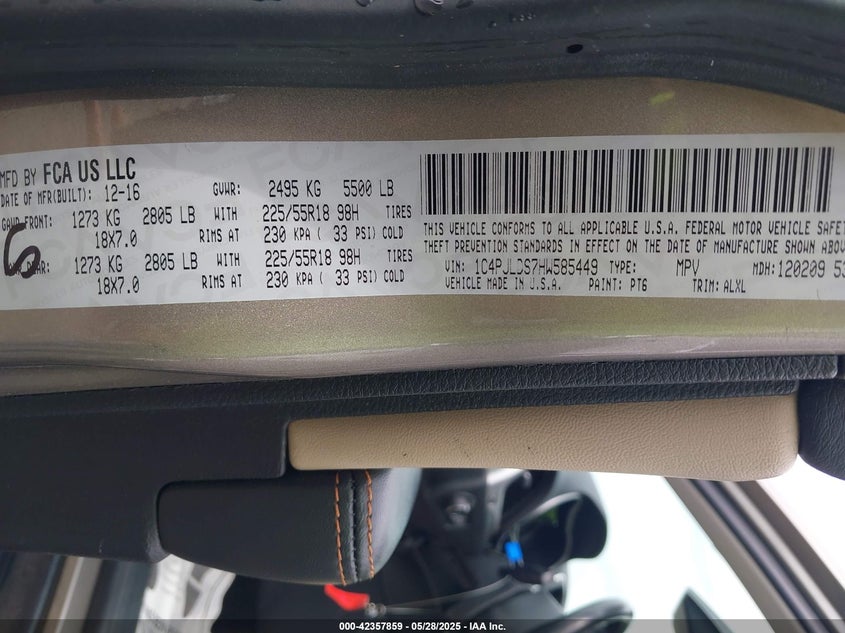 MFD BY FCA US LLC
DATE OF MFR(BUILT): 12-16 GVWR: 2495 KG 5500 LB
GAWR FRONT: 1273 KG 2805 LB WITH 225/55R18 98H TIRES
18X7.0 RIMS AT 230 KPA ( 33 PSI) COLD
1273 KG 2805 LB WITH 225/55R18 98H TIRES
18X7.0 RIMS AT 230 KPA ( 33 PSI) COLD
THIS VEHICLE CONFORMS TO ALL APPLICABLE U.S.A. FEDERAL MOTOR VEHICLE SAFET
THEFT PREVENTION STANDARDS IN EFFECT ON THE DATE OF MANUFACTURE SHOWN ABOV
VIN: 1C4PJLDS7HW585449 TYPE: MPV MDH:120209 53
VEHICLE MADE IN U.S.A. PAINT: PT6 TRIM: ALXL
000-42357859 - 05/28/2025 - IAA Inc.